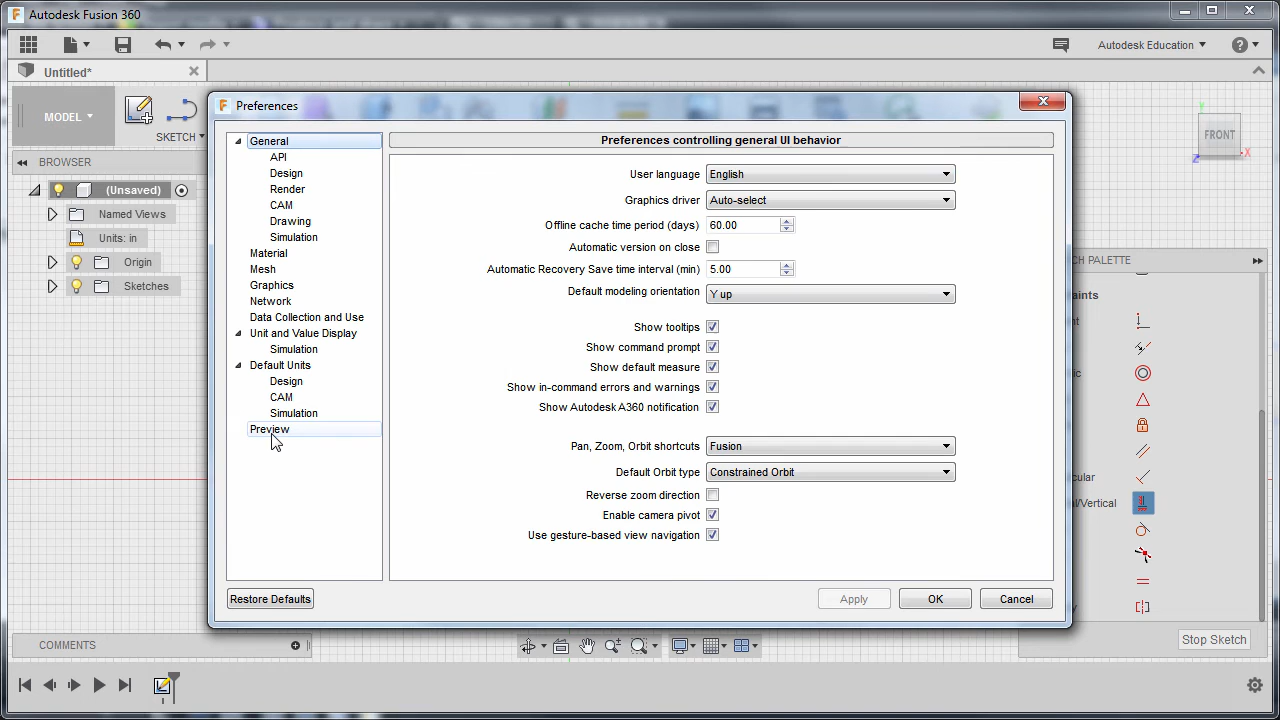 Autodesk Fusion 360
Autodesk Education
Untitled*
MODEL
SKETCH
Preferences
FRONT
Y
X
Z
BROWSER
(Unsaved)
Named Views
Units: in
Origin
Sketches
General
API
Design
Render
CAM
Drawing
Simulation
Material
Mesh
Graphics
Network
Data Collection and Use
Unit and Value Display
Simulation
Default Units
Design
CAM
Simulation
Preview
Preferences controlling general UI behavior
User language English
Graphics driver Auto-select
Offline cache time period (days) 60.00
Automatic version on close
Automatic Recovery Save time interval (min) 5.00
Default modeling orientation Y up
Show tooltips
Show command prompt
Show default measure
Show in-command errors and warnings
Show Autodesk A360 notification
Pan, Zoom, Orbit shortcuts Fusion
Default Orbit type Constrained Orbit
Reverse zoom direction
Enable camera pivot
Use gesture-based view navigation
Restore Defaults
Apply
OK
Cancel
CH PALETTE
aints
nt
ic
cular
al/Vertical
y
Stop Sketch
COMMENTS